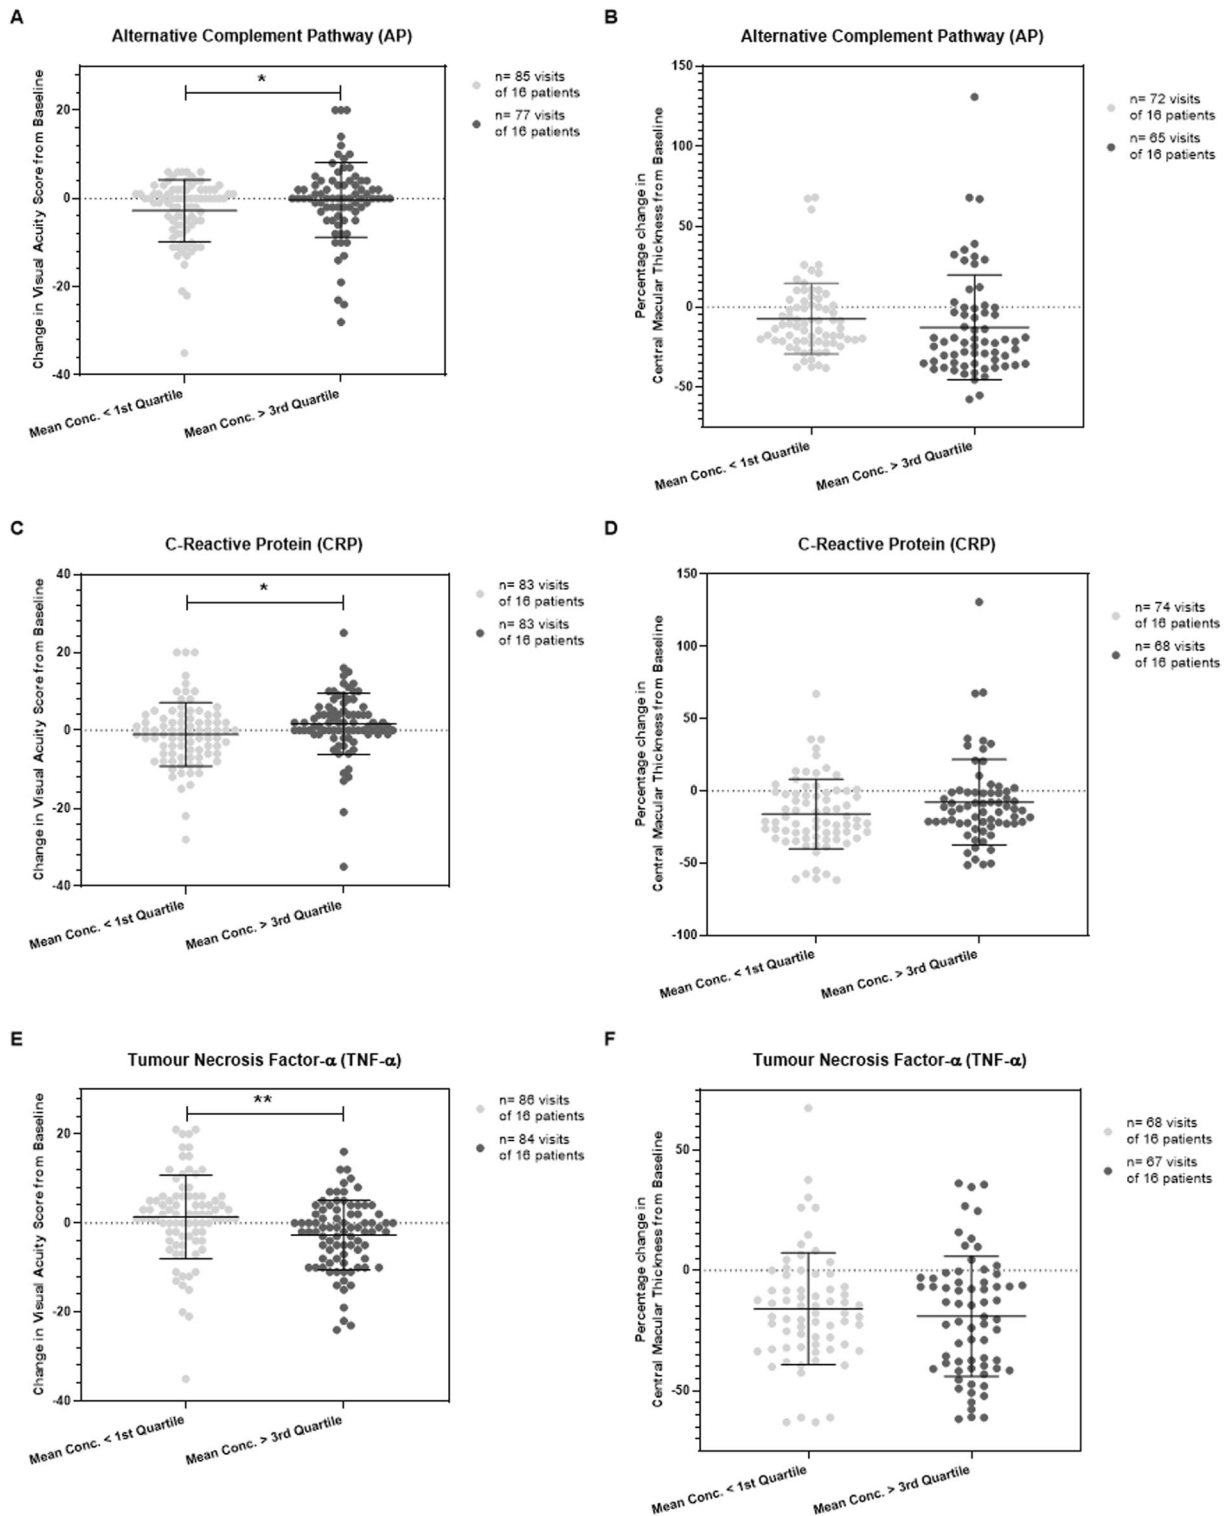 A
Alternative Complement Pathway (AP)
Change in Visual Acuity Score from Baseline
20
0
-20
-40
*
n= 85 visits
of 16 patients
n= 77 visits
of 16 patients
Mean Conc. < 1st Quartile
Mean Conc. > 3rd Quartile
B
Alternative Complement Pathway (AP)
Percentage change in
Central Macular Thickness from Baseline
150
100
50
0
-50
n= 72 visits
of 16 patients
n= 65 visits
of 16 patients
Mean Conc. < 1st Quartile
Mean Conc. > 3rd Quartile
C
C-Reactive Protein (CRP)
Change in Visual Acuity Score from Baseline
40
20
0
-20
-40
*
n= 83 visits
of 16 patients
n= 83 visits
of 16 patients
Mean Conc. < 1st Quartile
Mean Conc. > 3rd Quartile
D
C-Reactive Protein (CRP)
Percentage change in
Central Macular Thickness from Baseline
150
100
50
0
-50
-100
n= 74 visits
of 16 patients
n= 68 visits
of 16 patients
Mean Conc. < 1st Quartile
Mean Conc. > 3rd Quartile
E
Tumour Necrosis Factor-α (TNF-α)
Change in Visual Acuity Score from Baseline
20
0
-20
-40
**
n= 86 visits
of 16 patients
n= 84 visits
of 16 patients
Mean Conc. < 1st Quartile
Mean Conc. > 3rd Quartile
F
Tumour Necrosis Factor-α (TNF-α)
Percentage change in
Central Macular Thickness from Baseline
50
0
-50
n= 68 visits
of 16 patients
n= 67 visits
of 16 patients
Mean Conc. < 1st Quartile
Mean Conc. > 3rd Quartile